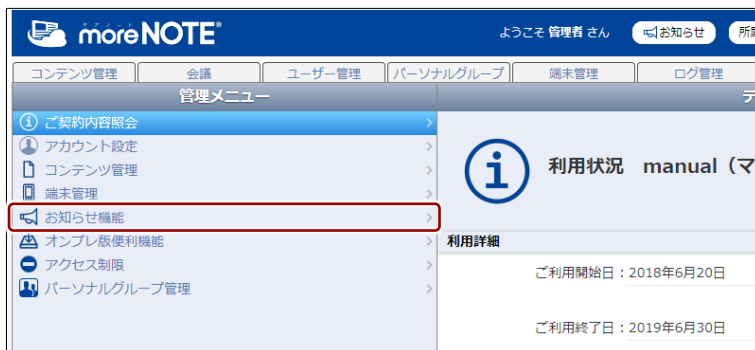 モアノート
moreNOTE®
ようこそ 管理者 さん
お知らせ
コンテンツ管理
会議
ユーザー管理
パーソナルグループ
端末管理
ログ管理
管理メニュー
ご契約内容照会
アカウント設定
コンテンツ管理
端末管理
お知らせ機能
オンプレ版便利機能
アクセス制限
パーソナルグループ管理
利用状況 manual（マ
利用詳細
ご利用開始日：2018年6月20日
ご利用終了日：2019年6月30日